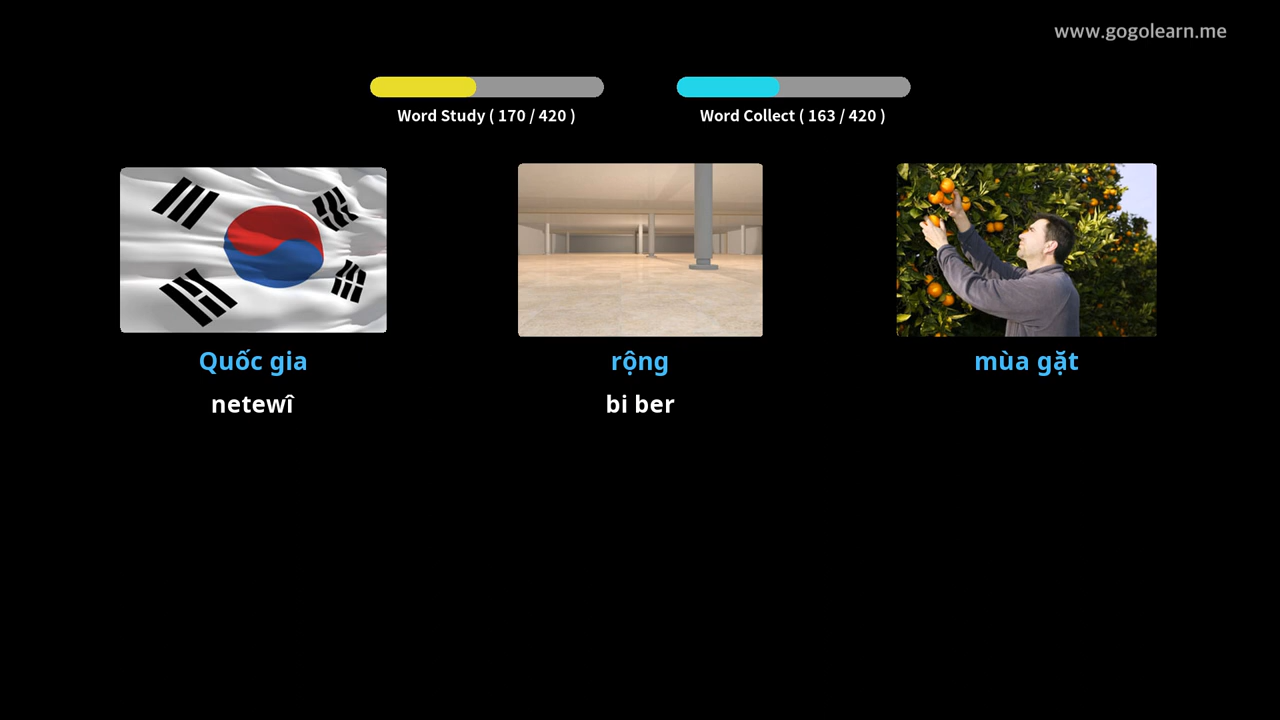 www.gogolearn.me
Word Study ( 170 / 420 )
Word Collect ( 163 / 420 )
Quốc gia
netewî
rộng
bi ber
mùa gặt